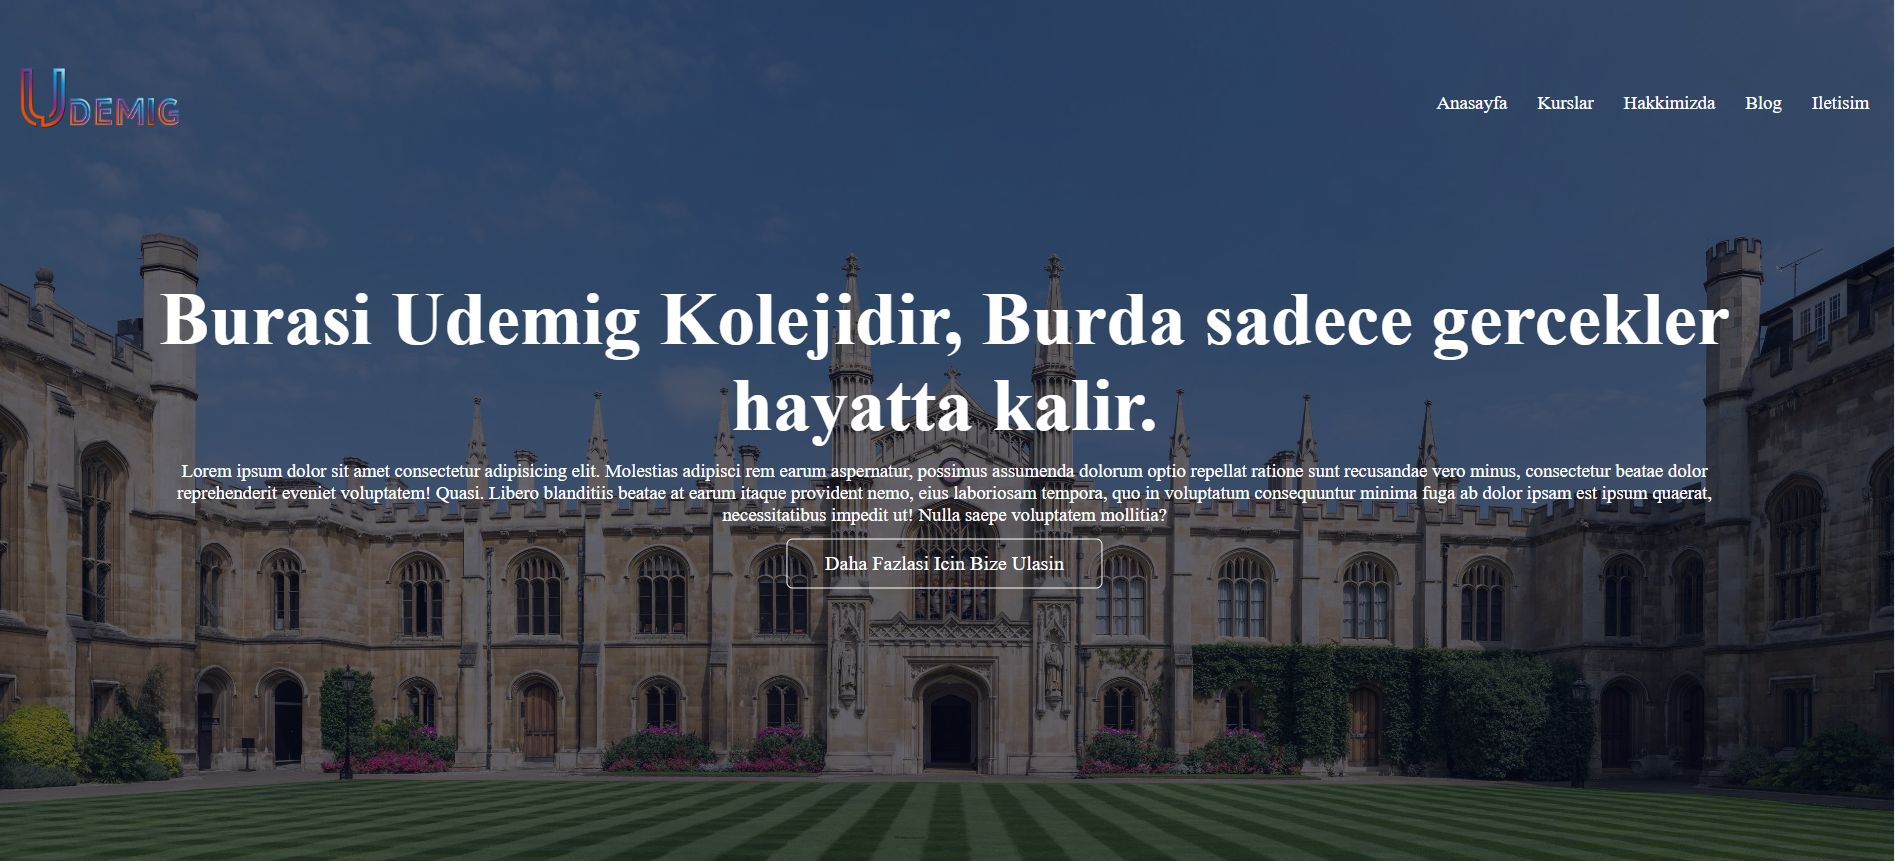 UDEMIG
Anasayfa Kurslar Hakkimizda Blog Iletisim
Burasi Udemig Kolejidir, Burda sadece gercekler
hayatta kalir.
Lorem ipsum dolor sit amet consectetur adipisicing elit. Molestias adipisci rem earum aspernatur, possimus assumenda dolorum optio repellat ratione sunt recusandae vero minus, consectetur beatae dolor
reprehenderit eveniet voluptatem! Quasi. Libero blanditiis beatae at earum itaque provident nemo, eius laboriosam tempora, quo in voluptatum consequuntur minima fuga ab dolor ipsam est ipsum quaerat,
necessitatibus impedit ut! Nulla saepe voluptatem mollitia?
Daha Fazlasi Icin Bize Ulasin